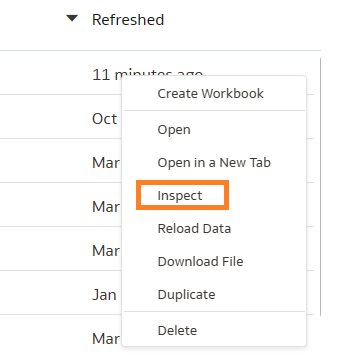 Refreshed
11 minutes ago
Create Workbook
Oct
Open
Mar
Open in a New Tab
Mar
Inspect
Reload Data
Mar
Download File
Jan
Duplicate
Mar
Delete